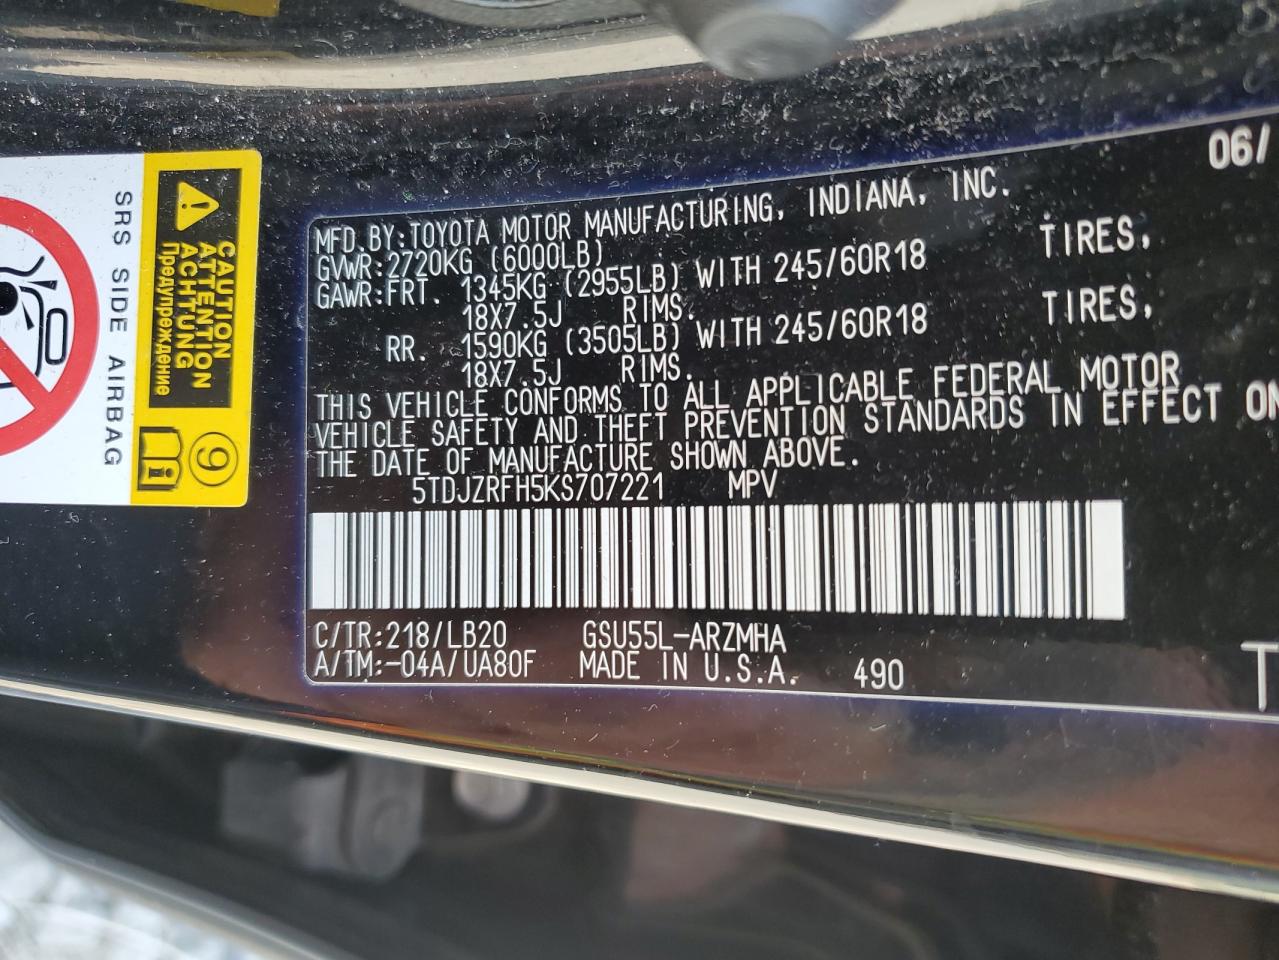 06/
MFD.BY:TOYOTA MOTOR MANUFACTURING, INDIANA, INC.
GVWR:2720KG (6000LB)
GAWR:FRT. 1345KG (2955LB) WITH 245/60R18 TIRES,
18X7.5J RIMS.
RR. 1590KG (3505LB) WITH 245/60R18 TIRES,
18X7.5J RIMS.
THIS VEHICLE CONFORMS TO ALL APPLICABLE FEDERAL MOTOR
VEHICLE SAFETY AND THEFT PREVENTION STANDARDS IN EFFECT ON
THE DATE OF MANUFACTURE SHOWN ABOVE.
5TDJZRFH5KS707221 MPV
C/TR:218/LB20 GSU55L-ARZMHA
A/TM:-04A/UA80F MADE IN U.S.A. 490
T
CAUTION
ATTENTION
ACHTUNG
Предупреждение
9
SRS SIDE AIRBAG